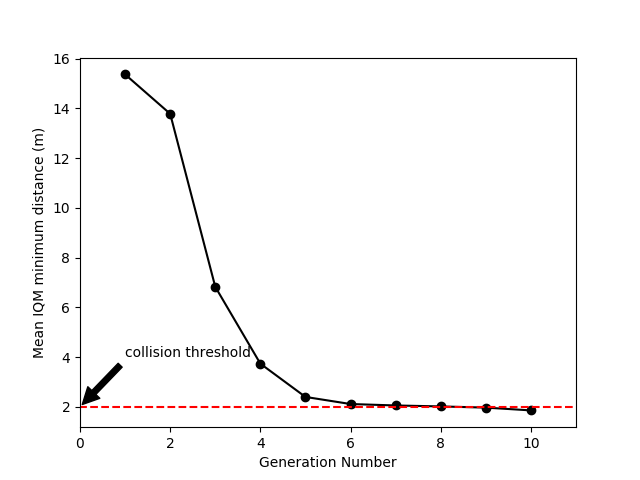 16
14
12
10
8
6
4
2
Mean IQM minimum distance (m)
collision threshold
0 2 4 6 8 10
Generation Number